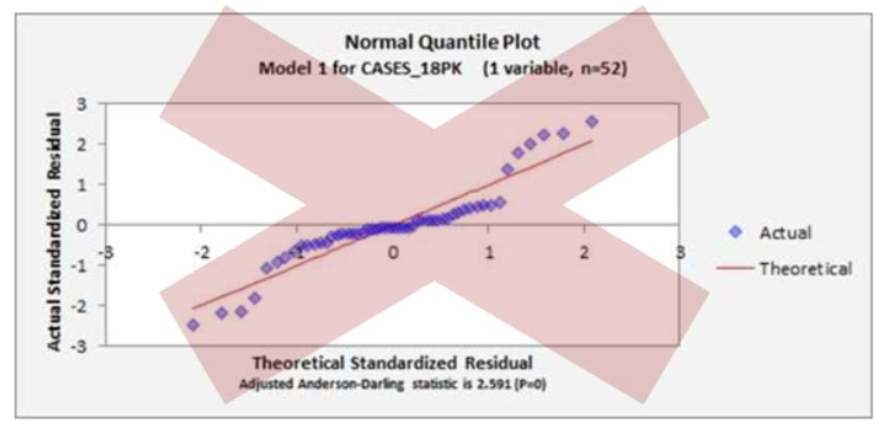 Normal Quantile Plot
Model 1 for CASES_18PK (1 variable, n=52)
Actual Standardized Residual
3
2
1
0
-1
-2
-3
-3 -2 -1 0 1 2 3
Actual
Theoretical
Theoretical Standardized Residual
Adjusted Anderson-Darling statistic is 2.591 (P=0)